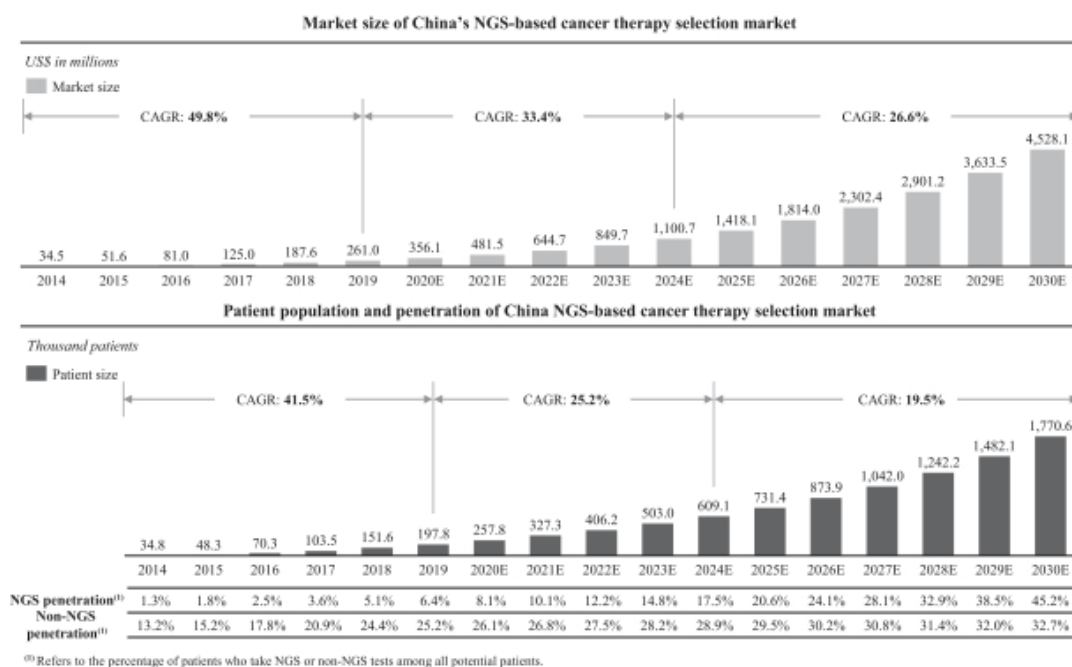 Market size of China's NGS-based cancer therapy selection market
US$ in millions
Market size
CAGR: 49.8% CAGR: 33.4% CAGR: 26.6%
34.5 51.6 81.0 125.0 187.6 261.0 356.1 481.5 644.7 849.7 1,100.7 1,418.1 1,814.0 2,302.4 2,901.2 3,633.5 4,528.1
2014 2015 2016 2017 2018 2019 2020E 2021E 2022E 2023E 2024E 2025E 2026E 2027E 2028E 2029E 2030E
Patient population and penetration of China NGS-based cancer therapy selection market
Thousand patients
Patient size
CAGR: 41.5% CAGR: 25.2% CAGR: 19.5%
34.8 48.3 70.3 103.5 151.6 197.8 257.8 327.3 406.2 503.0 609.1 731.4 873.9 1,042.0 1,242.2 1,482.1 1,770.6
2014 2015 2016 2017 2018 2019 2020E 2021E 2022E 2023E 2024E 2025E 2026E 2027E 2028E 2029E 2030E
NGS penetration(1) 1.3% 1.8% 2.5% 3.6% 5.1% 6.4% 8.1% 10.1% 12.2% 14.8% 17.5% 20.6% 24.1% 28.1% 32.9% 38.5% 45.2%
Non-NGS
penetration(1) 13.2% 15.2% 17.8% 20.9% 24.4% 25.2% 26.1% 26.8% 27.5% 28.2% 28.9% 29.5% 30.2% 30.8% 31.4% 32.0% 32.7%
(1) Refers to the percentage of patients who take NGS or non-NGS tests among all potential patients.